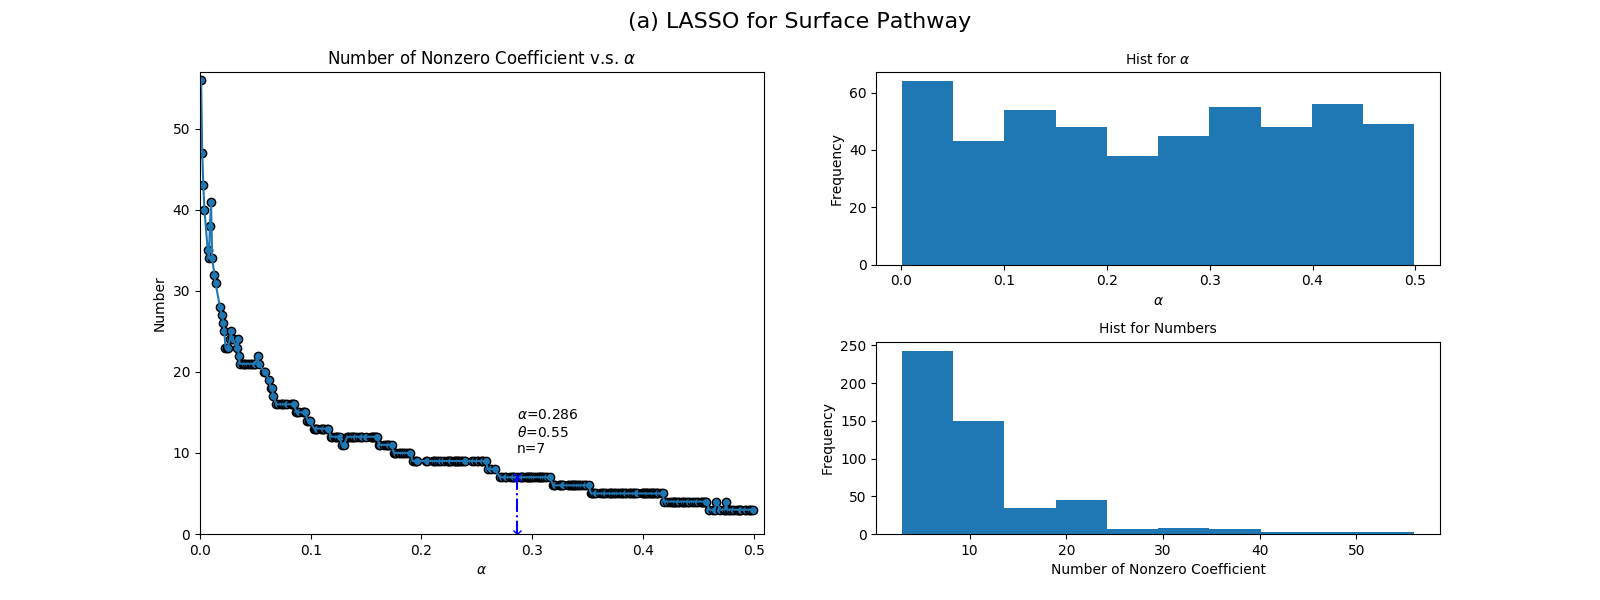 (a) LASSO for Surface Pathway
Number of Nonzero Coefficient v.s. α
50
40
30
20
10
0
Number
0.0 0.1 0.2 0.3 0.4 0.5
α
α=0.286
θ=0.55
n=7
Hist for α
60
40
20
0
Frequency
0.0 0.1 0.2 0.3 0.4 0.5
α
Hist for Numbers
250
200
150
100
50
0
Frequency
10 20 30 40 50
Number of Nonzero Coefficient